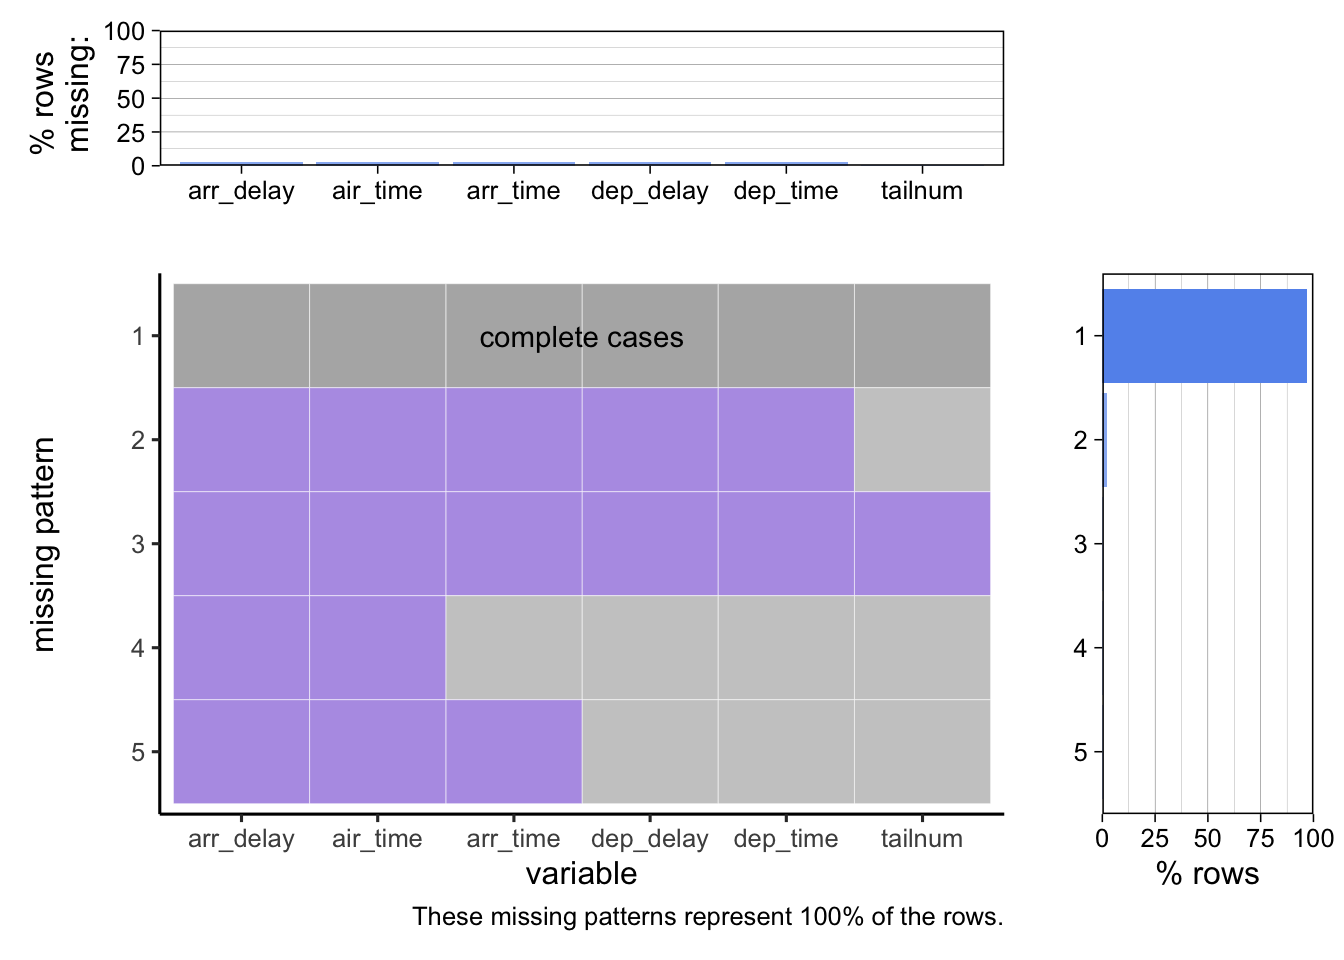 % rows
missing:
100
75
50
25
0
arr_delay air_time arr_time dep_delay dep_time tailnum
missing pattern
1
2
3
4
5
complete cases
arr_delay air_time arr_time dep_delay dep_time tailnum
variable
These missing patterns represent 100% of the rows.
1
2
3
4
5
0 25 50 75 100
% rows